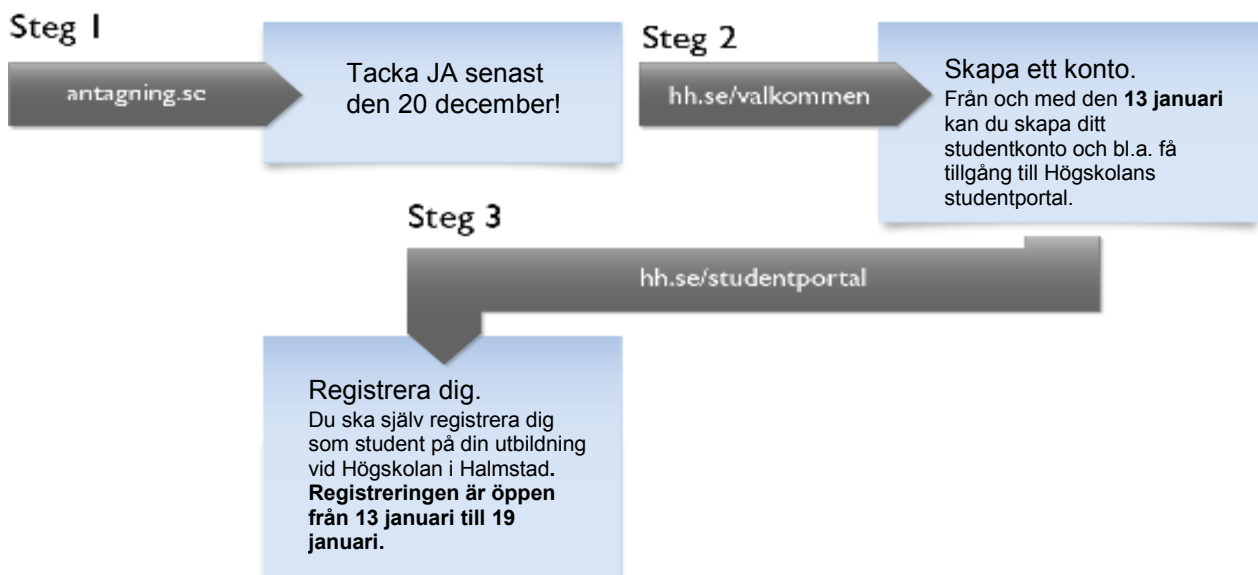 Steg 1
antagning.se
Tacka JA senast
den 20 december!
Steg 2
hh.se/valkommen
Skapa ett konto.
Från och med den 13 januari
kan du skapa ditt
studentkonto och bl.a. få
tillgång till Högskolans
studentportal.
Steg 3
hh.se/studentportal
Registrera dig.
Du ska själv registrera dig
som student på din utbildning
vid Högskolan i Halmstad.
Registreringen är öppen
från 13 januari till 19
januari.